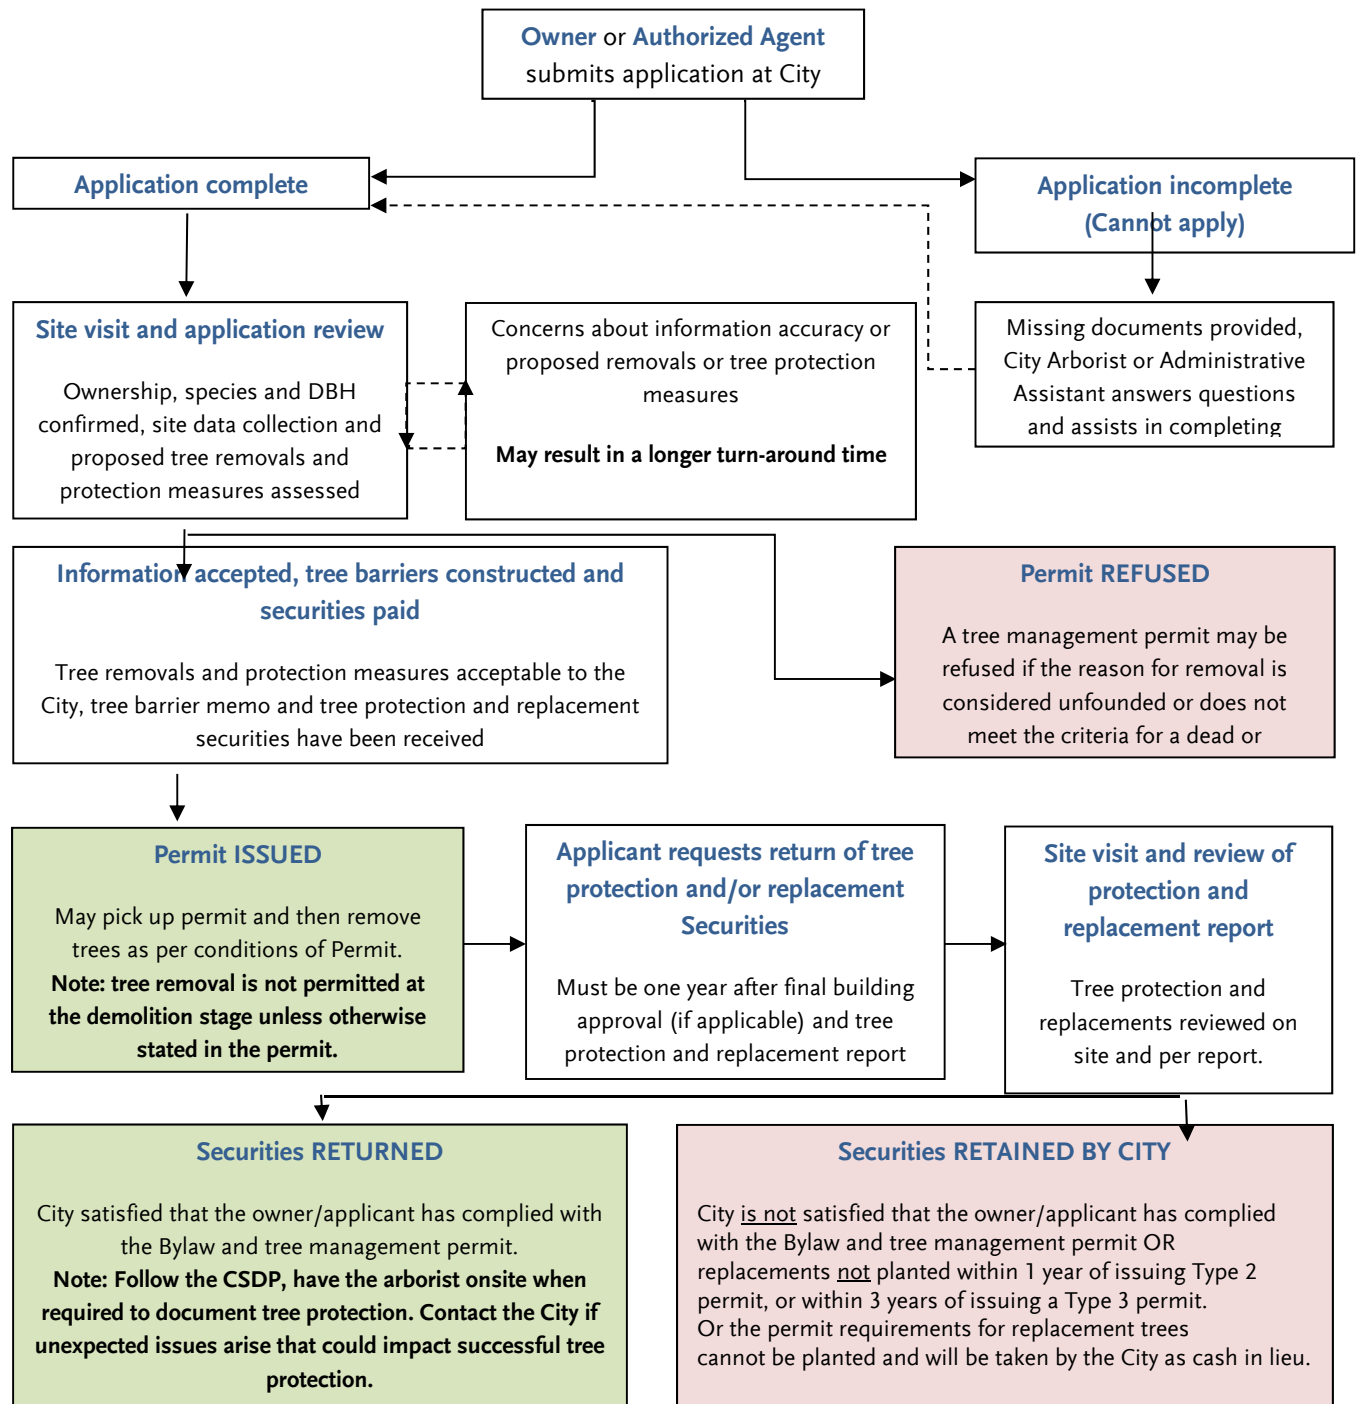 Owner or Authorized Agent
submits application at City
Application complete
Application incomplete
(Cannot apply)
Site visit and application review
Ownership, species and DBH
confirmed, site data collection and
proposed tree removals and
protection measures assessed
Concerns about information accuracy or
proposed removals or tree protection
measures
May result in a longer turn-around time
Missing documents provided,
City Arborist or Administrative
Assistant answers questions
and assists in completing
Information accepted, tree barriers constructed and
securities paid
Tree removals and protection measures acceptable to the
City, tree barrier memo and tree protection and replacement
securities have been received
Permit REFUSED
A tree management permit may be
refused if the reason for removal is
considered unfounded or does not
meet the criteria for a dead or
Permit ISSUED
May pick up permit and then remove
trees as per conditions of Permit.
Note: tree removal is not permitted at
the demolition stage unless otherwise
stated in the permit.
Applicant requests return of tree
protection and/or replacement
Securities
Must be one year after final building
approval (if applicable) and tree
protection and replacement report
Site visit and review of
protection and
replacement report
Tree protection and
replacements reviewed on
site and per report.
Securities RETURNED
City satisfied that the owner/applicant has complied with
the Bylaw and tree management permit.
Note: Follow the CSDP, have the arborist onsite when
required to document tree protection. Contact the City if
unexpected issues arise that could impact successful tree
protection.
Securities RETAINED BY CITY
City is not satisfied that the owner/applicant has complied
with the Bylaw and tree management permit OR
replacements not planted within 1 year of issuing Type 2
permit, or within 3 years of issuing a Type 3 permit.
Or the permit requirements for replacement trees
cannot be planted and will be taken by the City as cash in lieu.